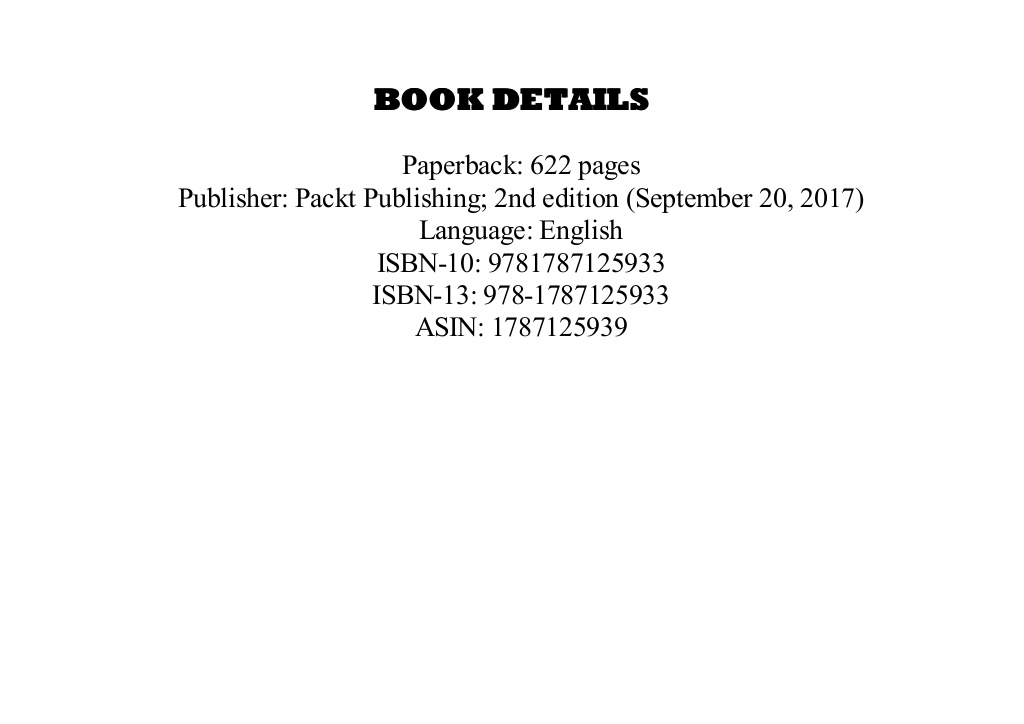 BOOK DETAILS
Paperback: 622 pages
Publisher: Packt Publishing; 2nd edition (September 20, 2017)
Language: English
ISBN-10: 9781787125933
ISBN-13: 978-1787125933
ASIN: 1787125939